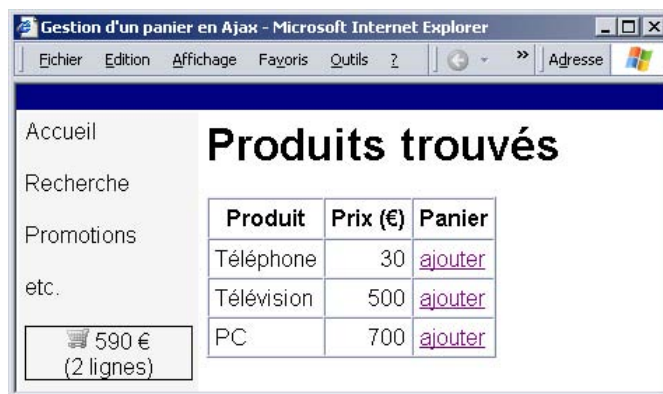 Gestion d'un panier en Ajax - Microsoft Internet Explorer
Fichier Edition Affichage Favoris Outils ? » Adresse
Accueil
Recherche
Promotions
etc.
590 €
(2 lignes)
Produits trouvés
Produit Prix (€) Panier
Téléphone 30 ajouter
Télévision 500 ajouter
PC 700 ajouter